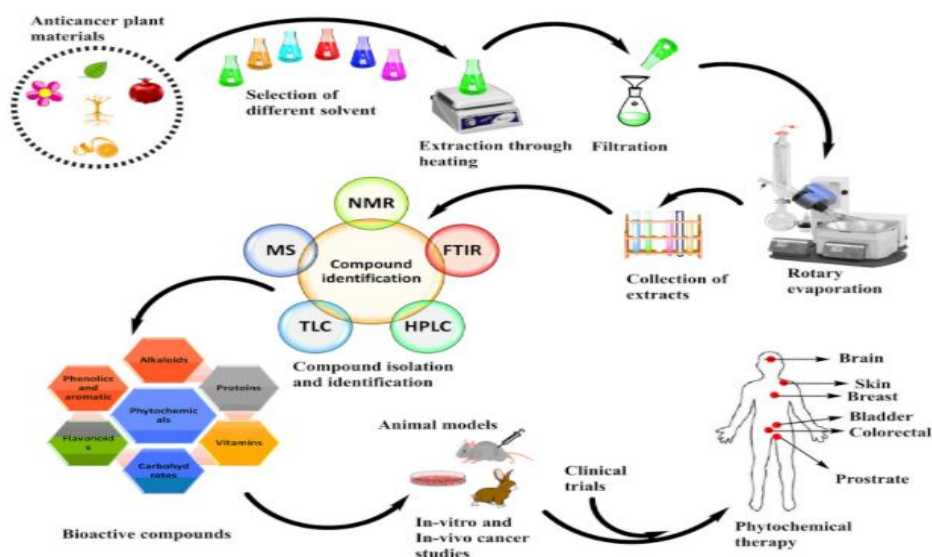 Anticancer plant
materials
Selection of
different solvent
Extraction through
heating
Filtration
Rotary
evaporation
Collection of
extracts
NMR
MS
FTIR
Compound
identification
TLC
HPLC
Compound isolation
and identification
Alkaloids
Phenolics and
aromatic
Proteins
Phytochemic
als
Flavonoid
s
Vitamins
Carbohyd
rotes
Bioactive compounds
Animal models
In-vitro and
In-vivo cancer
studies
Clinical
trials
Brain
Skin
Breast
Bladder
Colorectal
Prostrate
Phytochemical
therapy